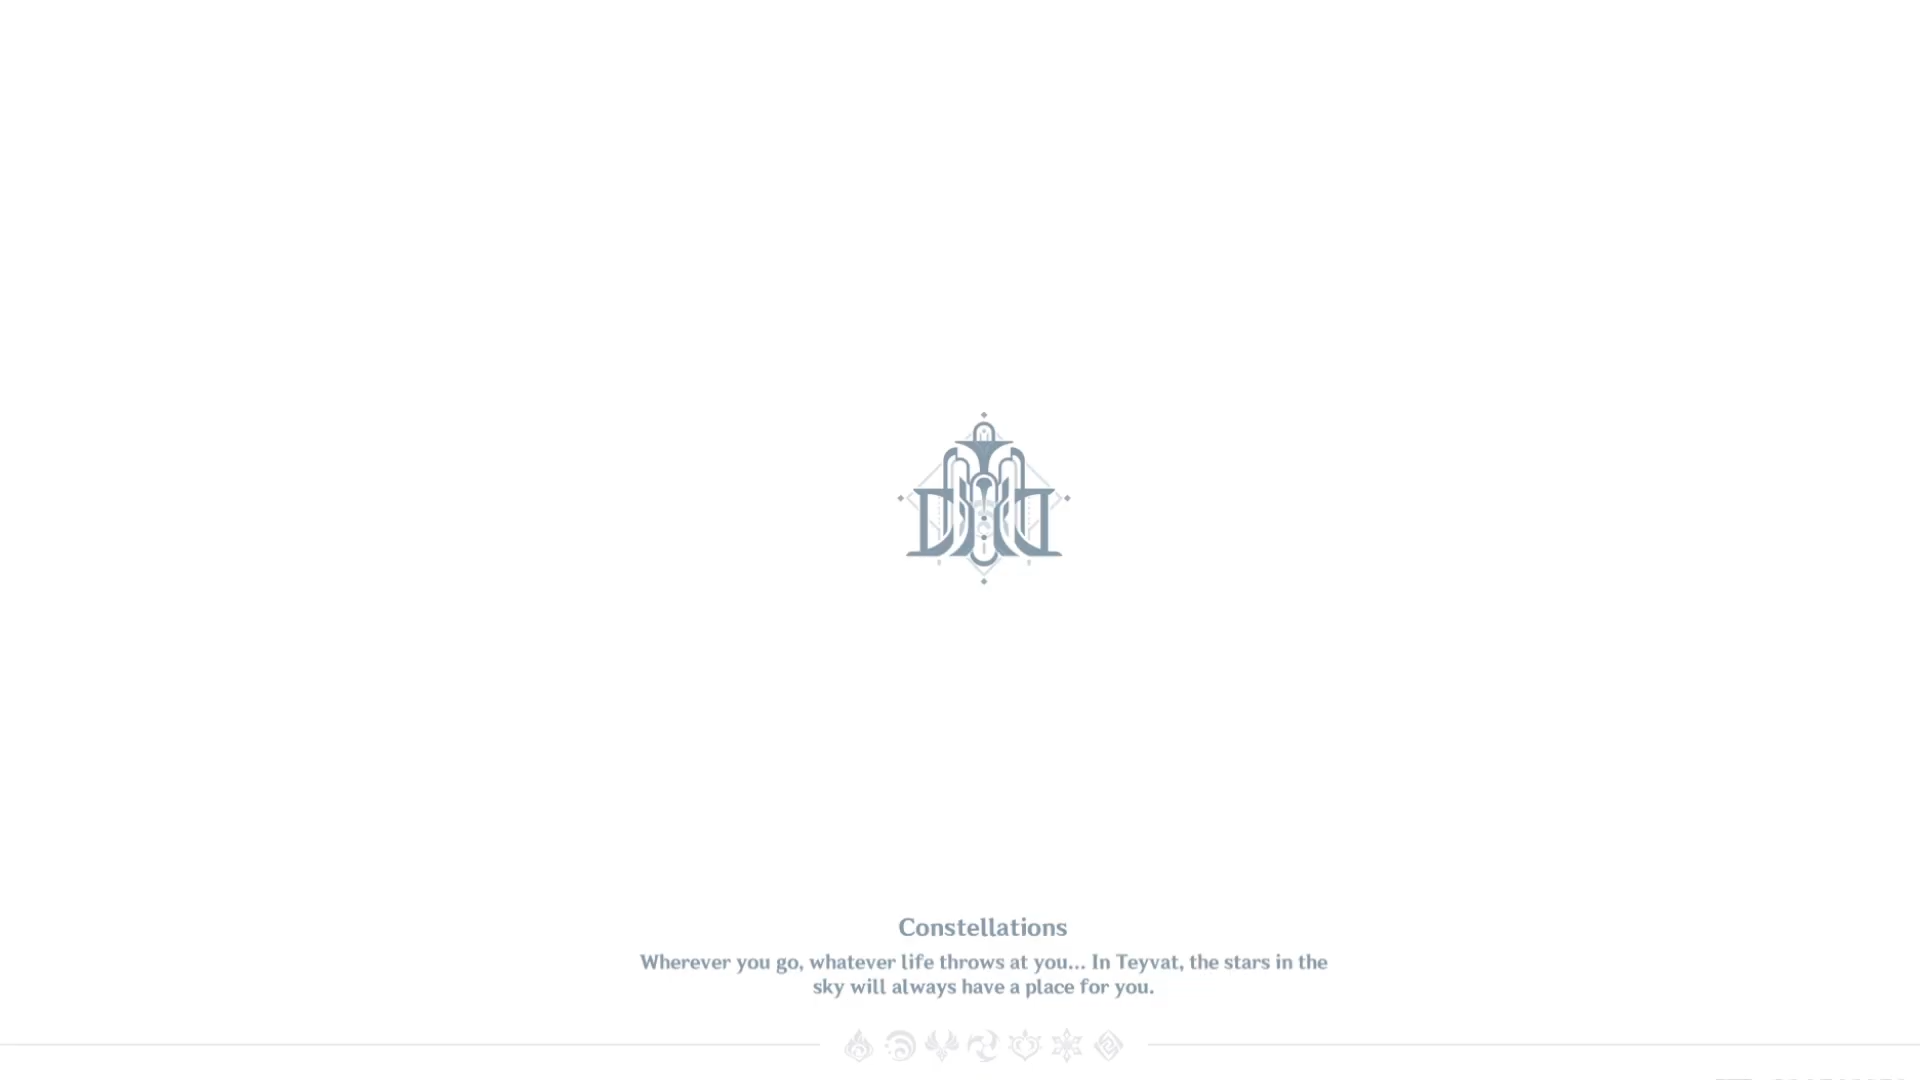 Constellations
Wherever you go, whatever life throws at you... In Teyvat, the stars in the
sky will always have a place for you.